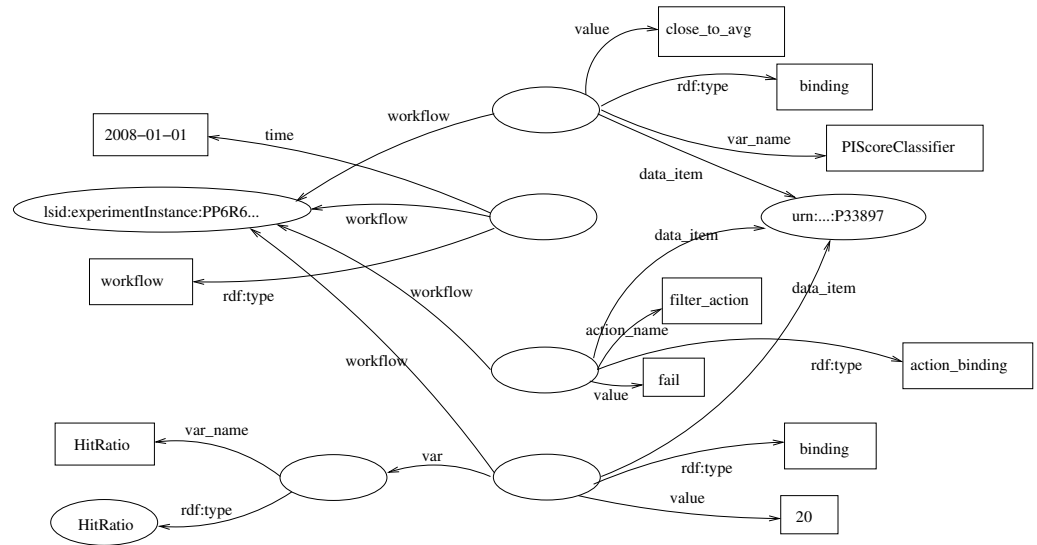 close_to_avg
value
rdf:type
binding
workflow
2008−01−01
time
var_name
PIScoreClassifier
data_item
lsid:experimentInstance:PP6R6...
workflow
urn:...:P33897
data_item
workflow
rdf:type
workflow
data_item
filter_action
action_name
workflow
rdf:type
action_binding
fail
value
HitRatio
var_name
var
binding
rdf:type
rdf:type
value
20
HitRatio